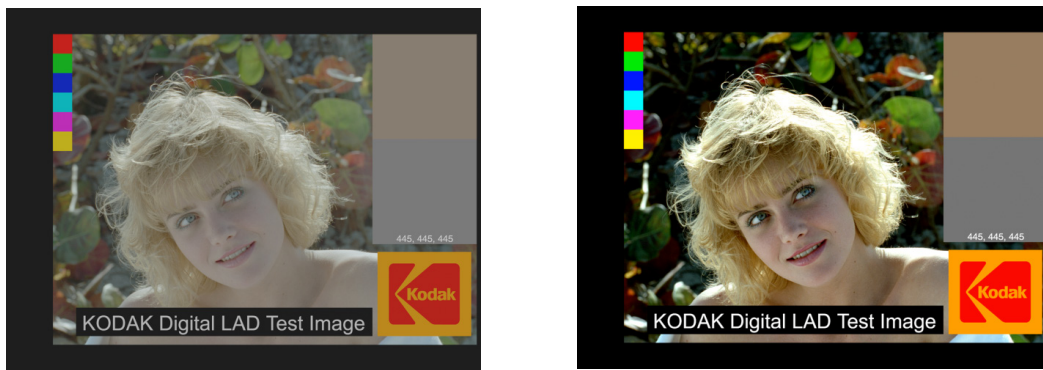 445, 445, 445
Kodak
KODAK Digital LAD Test Image
445, 445, 445
Kodak
KODAK Digital LAD Test Image